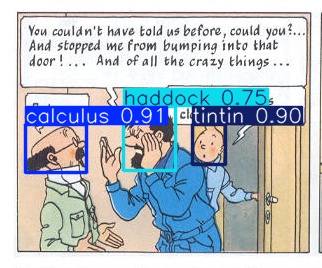 You couldn't have told us before, could you?...
And stopped me from bumping into that
door!... And of all the crazy things...
haddock 0.75
calculus 0.91
tintin 0.90